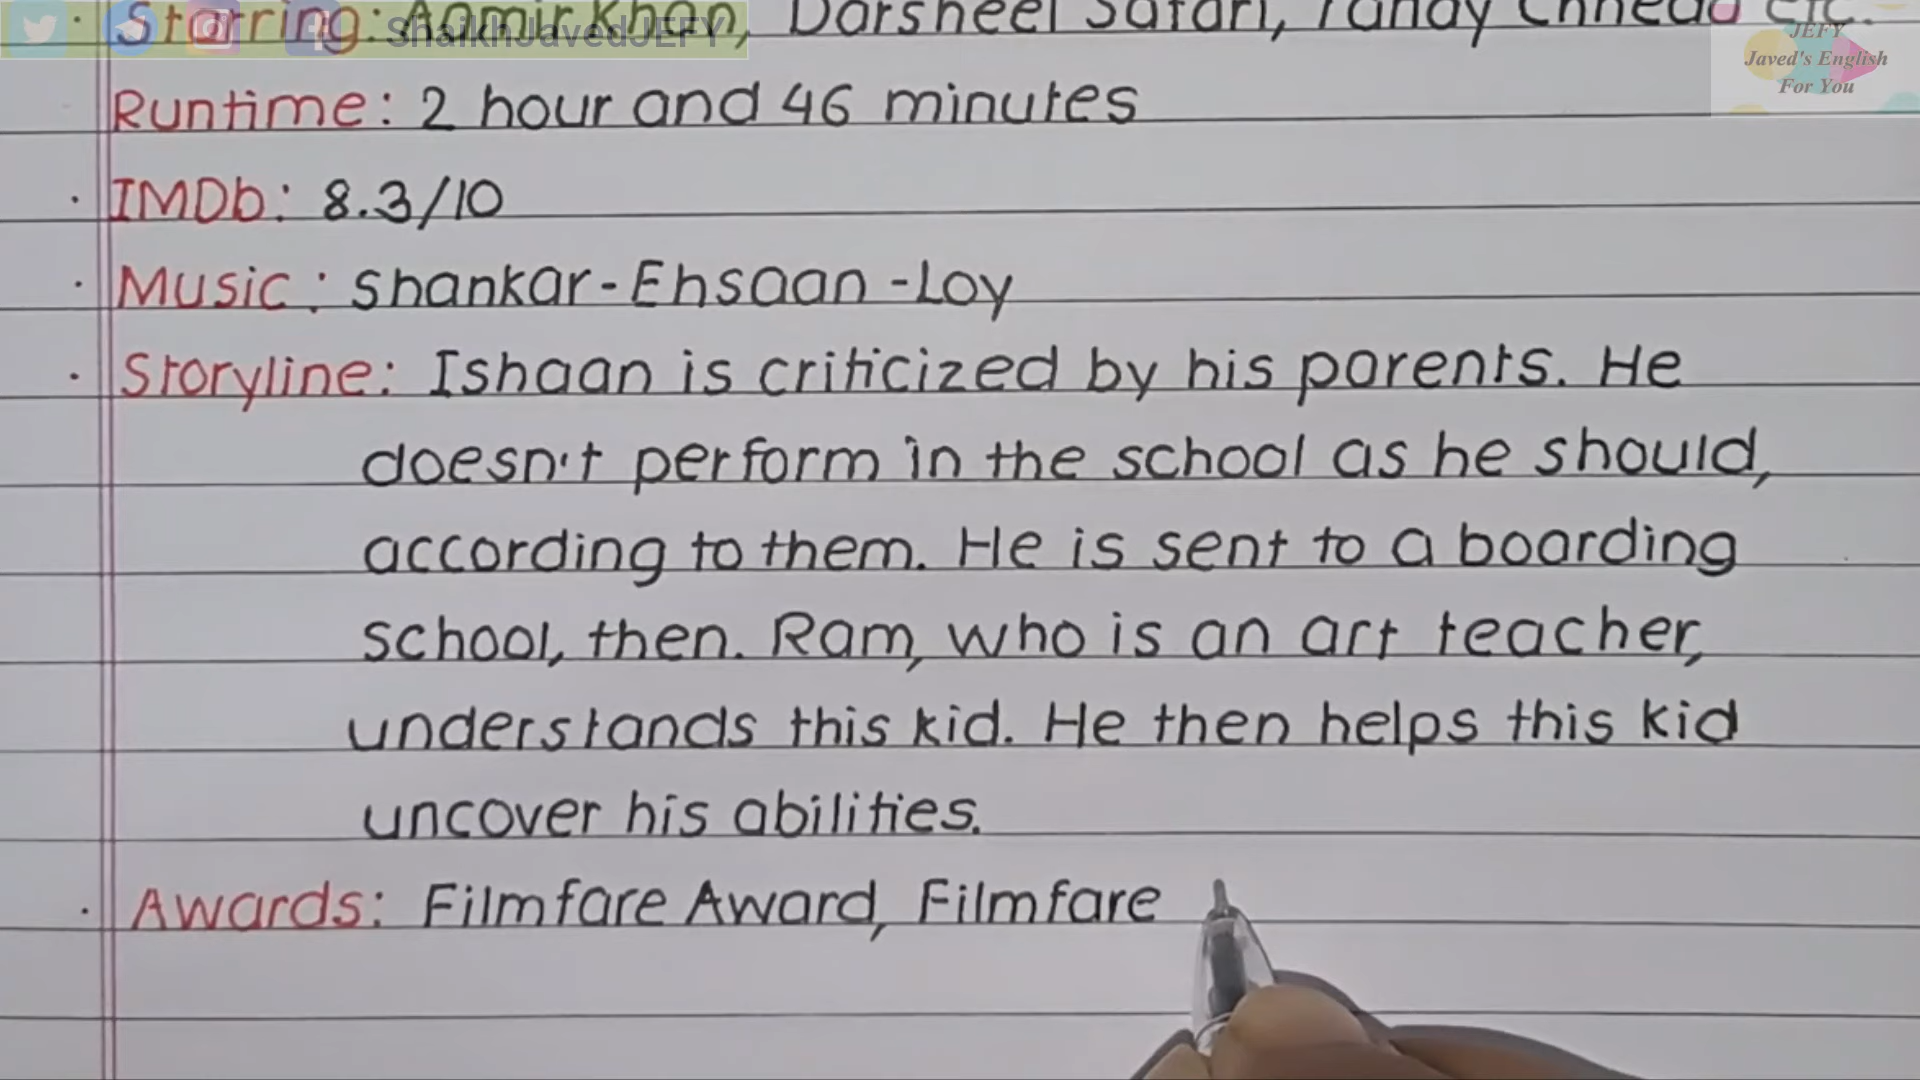 Starring: Aamir Khan, Darsheel Safari, Tanay Chheda etc.
ShaikhJavedJEFY
JEFY
Javed's English
For You
Runtime: 2 hour and 46 minutes
IMDb: 8.3/10
Music: Shankar-Ehsaan-Loy
Storyline: Ishaan is criticized by his parents. He
doesn't perform in the school as he should,
according to them. He is sent to a boarding
school, then. Ram, who is an art teacher,
understands this kid. He then helps this kid
uncover his abilities.
Awards: Filmfare Award, Filmfare